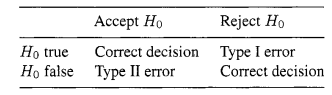 Accept H0 Reject H0
H0 true Correct decision Type I error
H0 false Type II error Correct decision